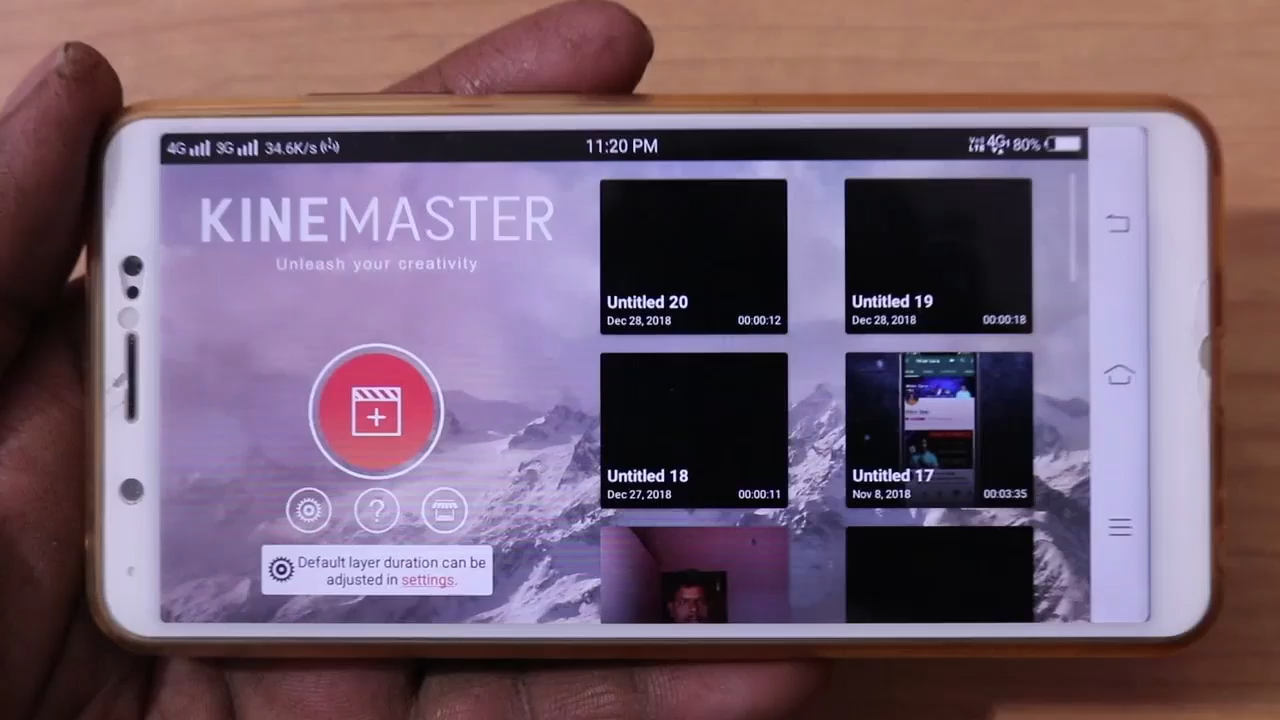 4G 3G 34.6K/s 11:20 PM VoLTE 4G 80%
KINEMASTER
Unleash your creativity
Default layer duration can be
adjusted in settings.
Untitled 20
Dec 28, 2018 00:00:12
Untitled 19
Dec 28, 2018 00:00:18
Untitled 18
Dec 27, 2018 00:00:11
Untitled 17
Nov 8, 2018 00:03:35